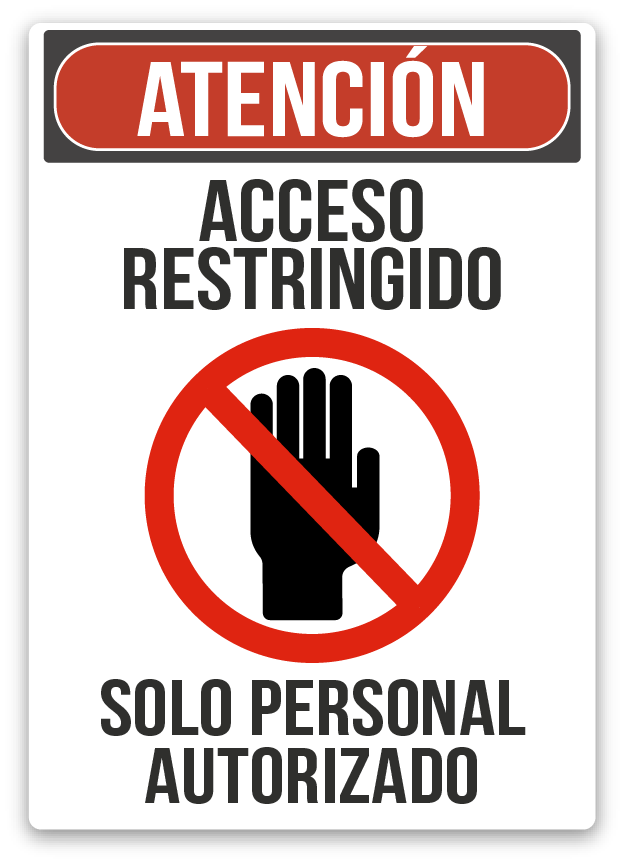 ATENCIÓN
ACCESO
RESTRINGIDO
SOLO PERSONAL
AUTORIZADO